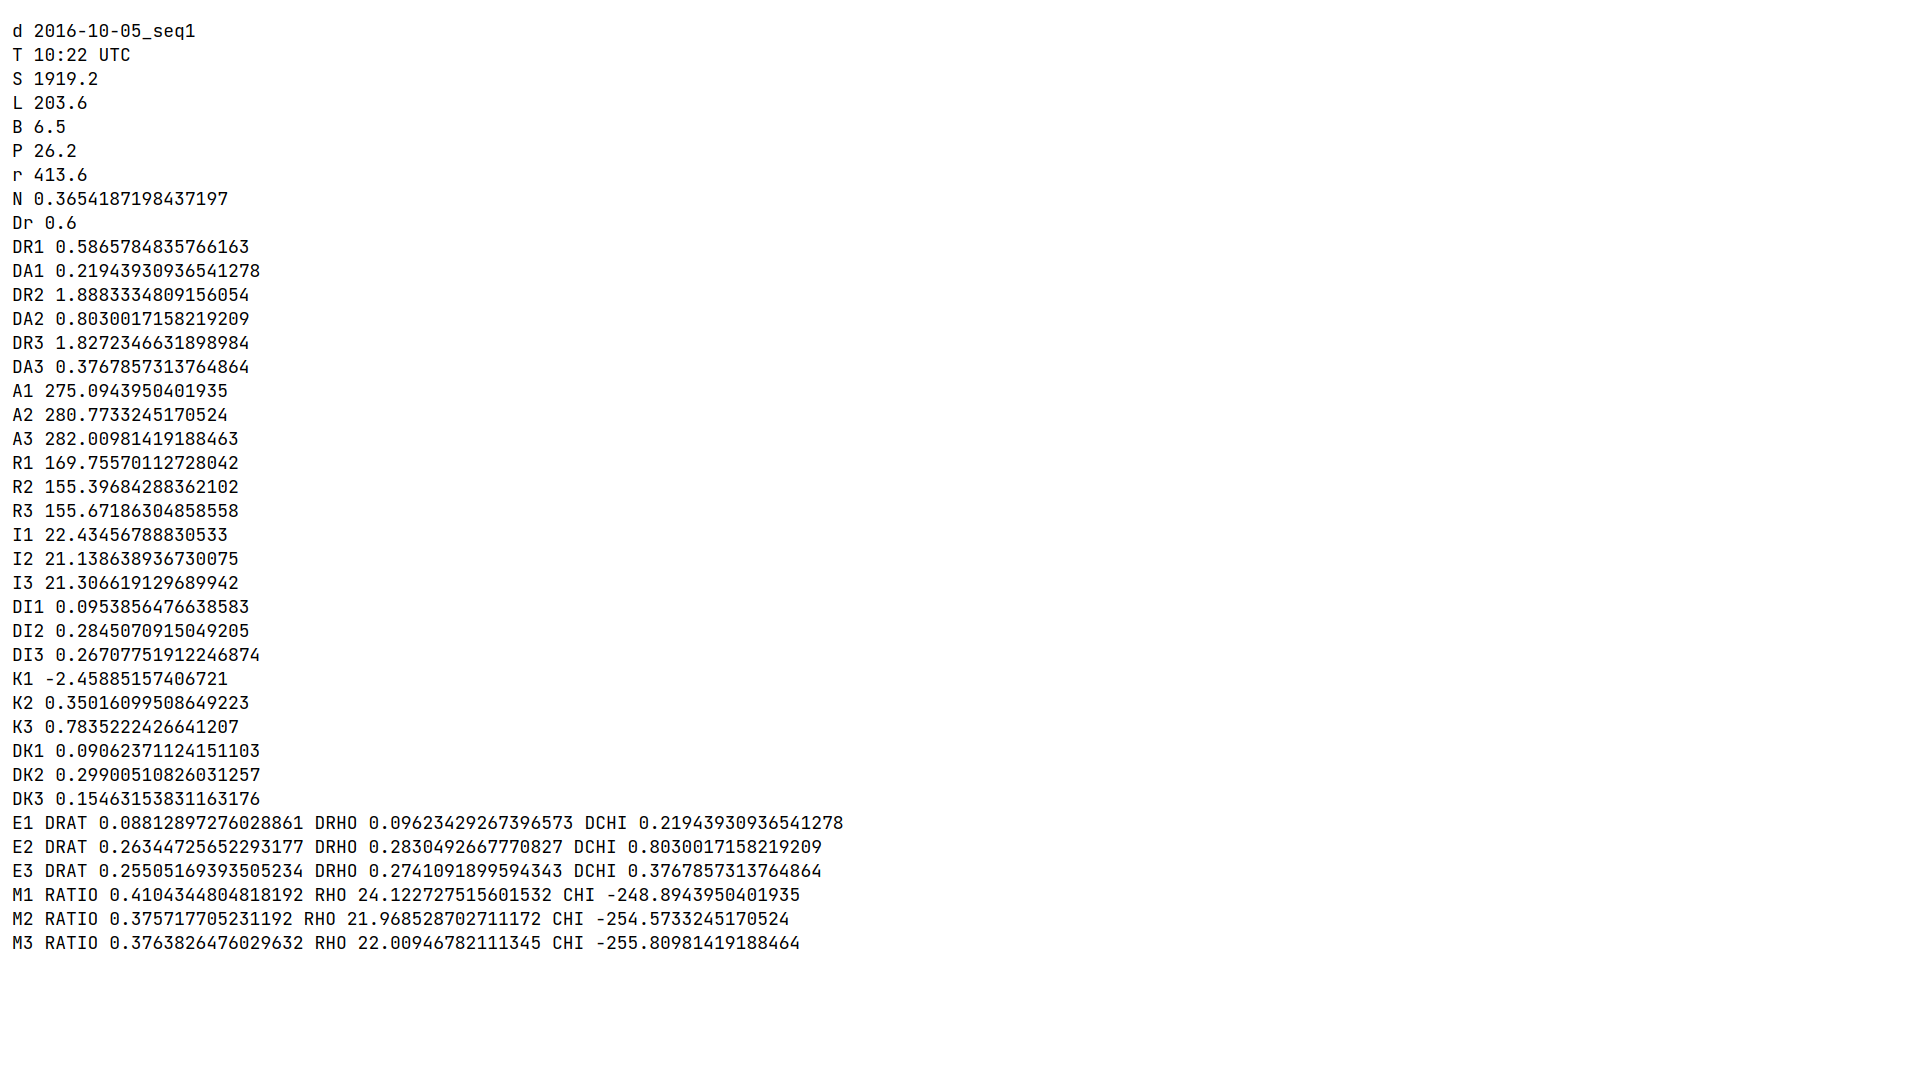 d 2016-10-05_seq1
T 10:22 UTC
S 1919.2
L 203.6
B 6.5
P 26.2
r 413.6
N 0.3654187198437197
Dr 0.6
DR1 0.5865784835766163
DA1 0.21943930936541278
DR2 1.8883334809156054
DA2 0.8030017158219209
DR3 1.8272346631898984
DA3 0.3767857313764864
A1 275.0943950401935
A2 280.7733245170524
A3 282.00981419188463
R1 169.75570112728042
R2 155.39684288362102
R3 155.67186304858558
I1 22.43456788830533
I2 21.138638936730075
I3 21.306619129689942
DI1 0.0953856476638583
DI2 0.2845070915049205
DI3 0.26707751912246874
K1 -2.45885157406721
K2 0.35016099508649223
K3 0.7835222426641207
DK1 0.09062371124151103
DK2 0.29900510826031257
DK3 0.15463153831163176
E1 DRAT 0.08812897276028861 DRHO 0.09623429267396573 DCHI 0.21943930936541278
E2 DRAT 0.26344725652293177 DRHO 0.2830492667770827 DCHI 0.8030017158219209
E3 DRAT 0.25505169393505234 DRHO 0.2741091899594343 DCHI 0.3767857313764864
M1 RATIO 0.4104344804818192 RHO 24.122727515601532 CHI -248.8943950401935
M2 RATIO 0.375717705231192 RHO 21.968528702711172 CHI -254.5733245170524
M3 RATIO 0.3763826476029632 RHO 22.00946782111345 CHI -255.80981419188464